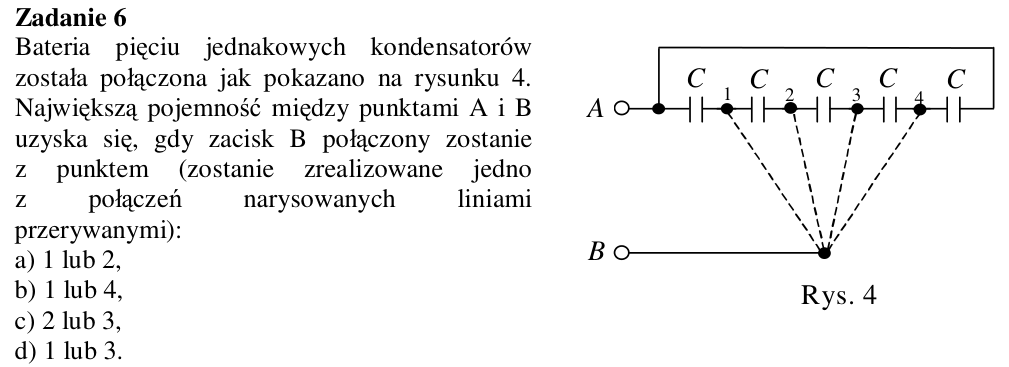 Zadanie 6
Bateria pięciu jednakowych kondensatorów
została połączona jak pokazano na rysunku 4.
Największą pojemność między punktami A i B
uzyska się, gdy zacisk B połączony zostanie
z punktem (zostanie zrealizowane jedno
z połączeń narysowanych liniami
przerywanymi):
a) 1 lub 2,
b) 1 lub 4,
c) 2 lub 3,
d) 1 lub 3.
C C C C C
1 2 3 4
A
B
Rys. 4